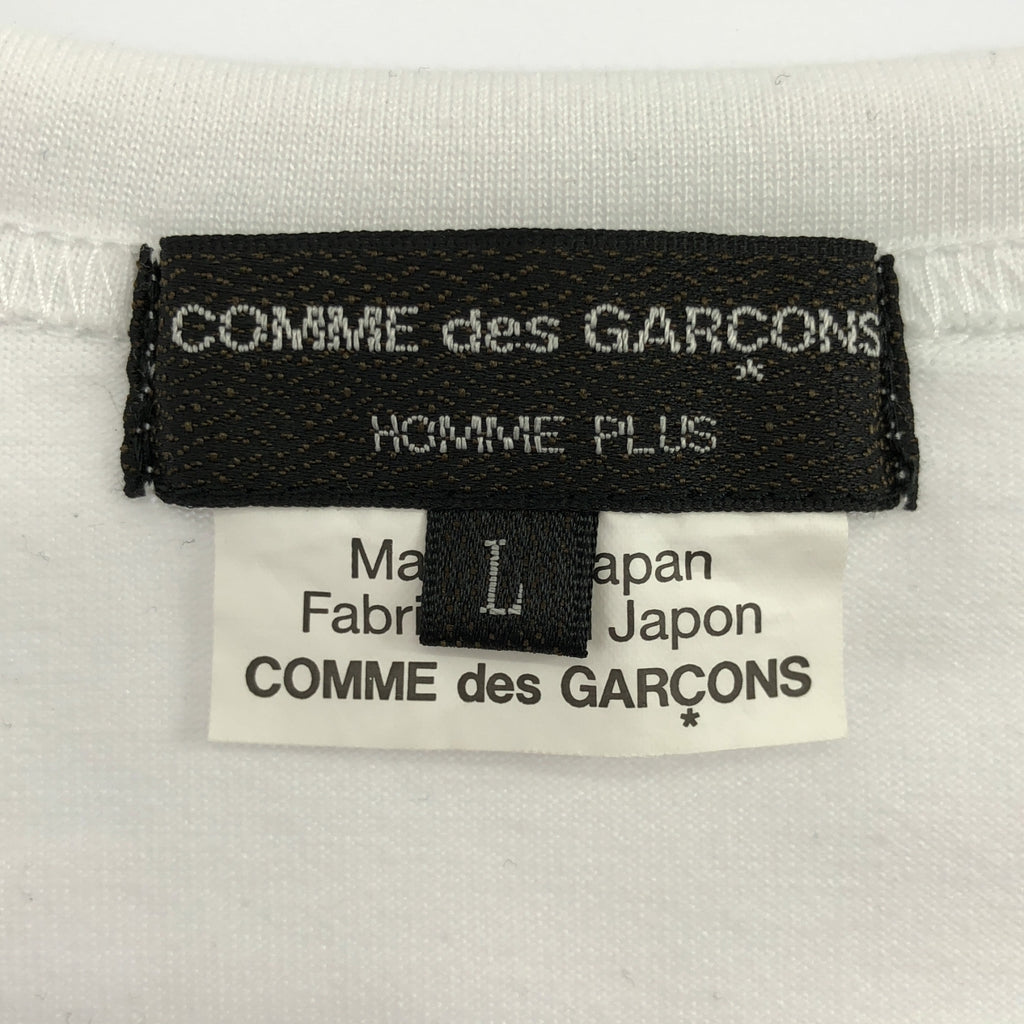 COMME des GARÇONS
*
HOMME PLUS
L
Ma apan
Fabri Japon
COMME des GARÇONS
*